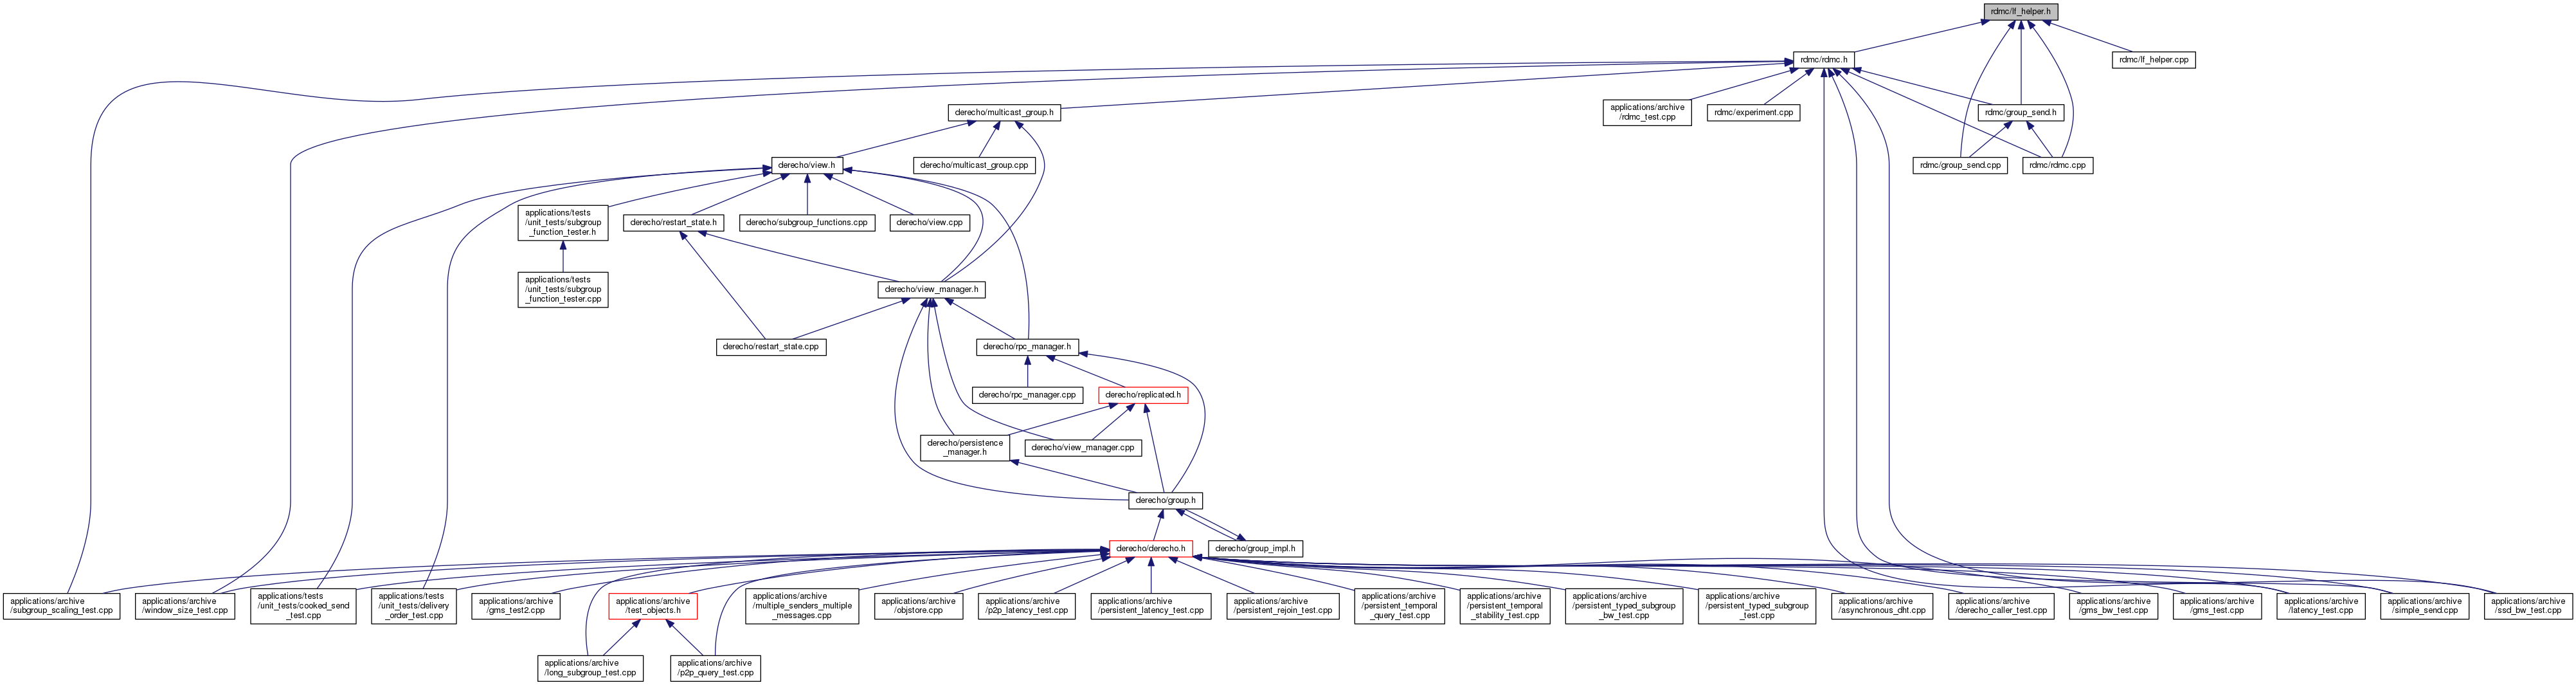 rdmc/lf_helper.h
rdmc/rdmc.h
rdmc/lf_helper.cpp
derecho/multicast_group.h
applications/archive
/rdmc_test.cpp
rdmc/experiment.cpp
rdmc/group_send.h
derecho/view.h
derecho/multicast_group.cpp
rdmc/group_send.cpp
rdmc/rdmc.cpp
applications/tests
/unit_tests/subgroup
_function_tester.h
derecho/restart_state.h
derecho/subgroup_functions.cpp
derecho/view.cpp
applications/tests
/unit_tests/subgroup
_function_tester.cpp
derecho/view_manager.h
derecho/restart_state.cpp
derecho/rpc_manager.h
derecho/rpc_manager.cpp
derecho/replicated.h
derecho/persistence
_manager.h
derecho/view_manager.cpp
derecho/group.h
derecho/derecho.h
derecho/group_impl.h
applications/archive
/subgroup_scaling_test.cpp
applications/archive
/window_size_test.cpp
applications/tests
/unit_tests/cooked_send
_test.cpp
applications/tests
/unit_tests/delivery
_order_test.cpp
applications/archive
/gms_test2.cpp
applications/archive
/test_objects.h
applications/archive
/multiple_senders_multiple
_messages.cpp
applications/archive
/objstore.cpp
applications/archive
/p2p_latency_test.cpp
applications/archive
/persistent_latency_test.cpp
applications/archive
/persistent_rejoin_test.cpp
applications/archive
/persistent_temporal
_query_test.cpp
applications/archive
/persistent_temporal
_stability_test.cpp
applications/archive
/persistent_typed_subgroup
_bw_test.cpp
applications/archive
/persistent_typed_subgroup
_test.cpp
applications/archive
/asynchronous_dht.cpp
applications/archive
/derecho_caller_test.cpp
applications/archive
/gms_bw_test.cpp
applications/archive
/gms_test.cpp
applications/archive
/latency_test.cpp
applications/archive
/simple_send.cpp
applications/archive
/ssd_bw_test.cpp
applications/archive
/long_subgroup_test.cpp
applications/archive
/p2p_query_test.cpp